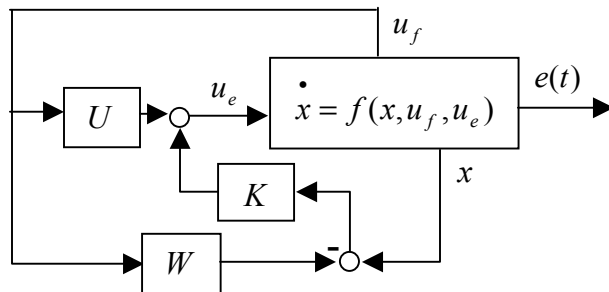 u_f
e(t)
U
u_e
ẋ = f(x,u_f,u_e)
x
K
-
W